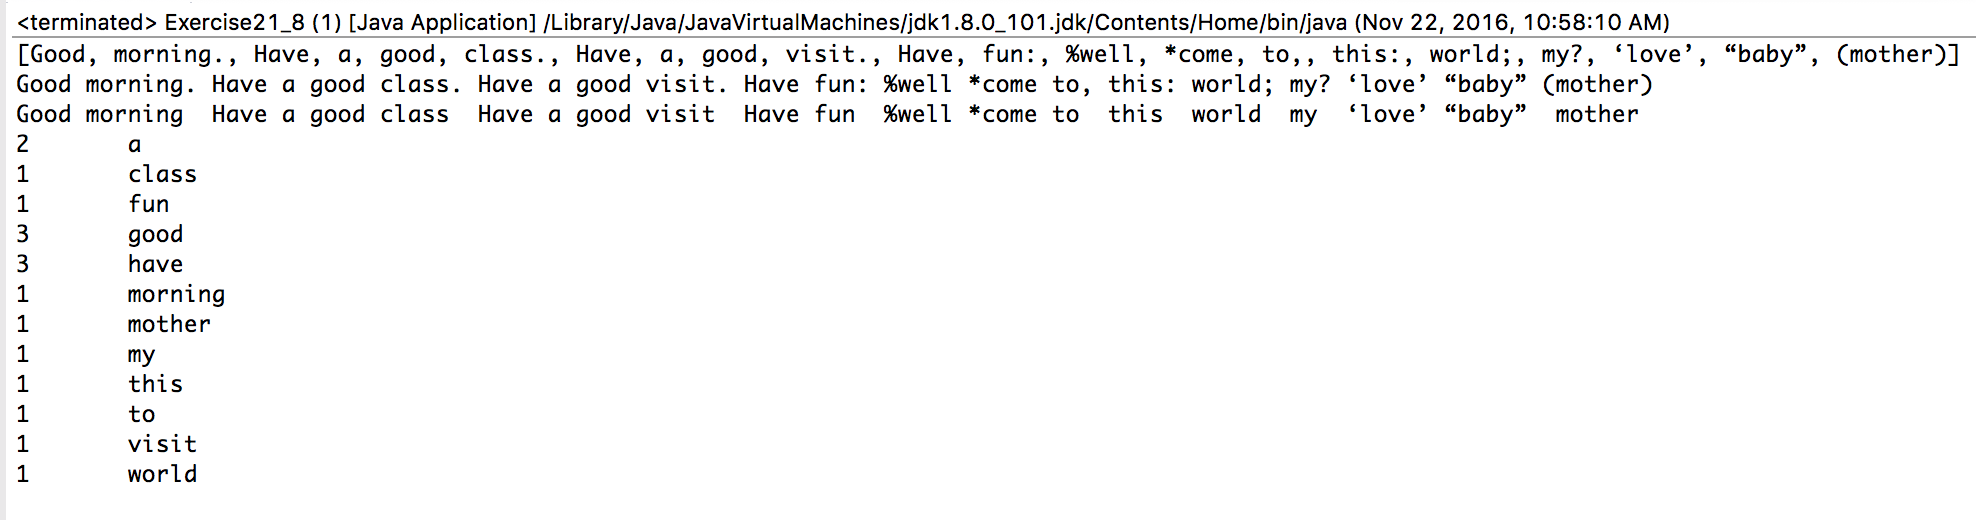 <terminated> Exercise21_8 (1) [Java Application] /Library/Java/JavaVirtualMachines/jdk1.8.0_101.jdk/Contents/Home/bin/java (Nov 22, 2016, 10:58:10 AM)
[Good, morning., Have, a, good, class., Have, a, good, visit., Have, fun:, %well, *come, to,, this:, world;, my?, ‘love’, “baby”, (mother)]
Good morning. Have a good class. Have a good visit. Have fun: %well *come to, this: world; my? ‘love’ “baby” (mother)
Good morning  Have a good class  Have a good visit  Have fun  %well *come to  this  world  my  ‘love’ “baby”  mother
2	a
1	class
1	fun
3	good
3	have
1	morning
1	mother
1	my
1	this
1	to
1	visit
1	world